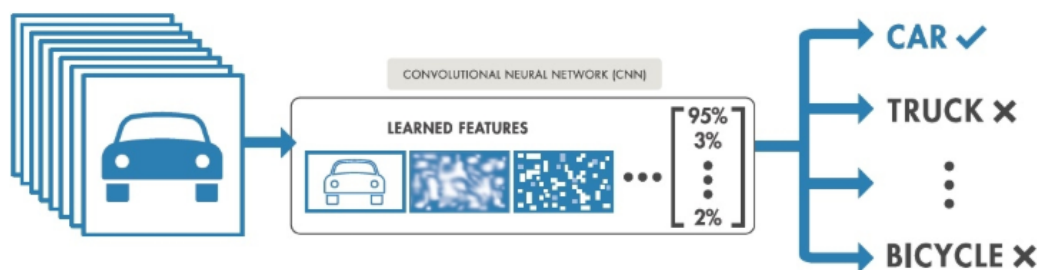 CONVOLUTIONAL NEURAL NETWORK (CNN)
LEARNED FEATURES
95%
3%
2%
CAR ✓
TRUCK ✕
BICYCLE ✕